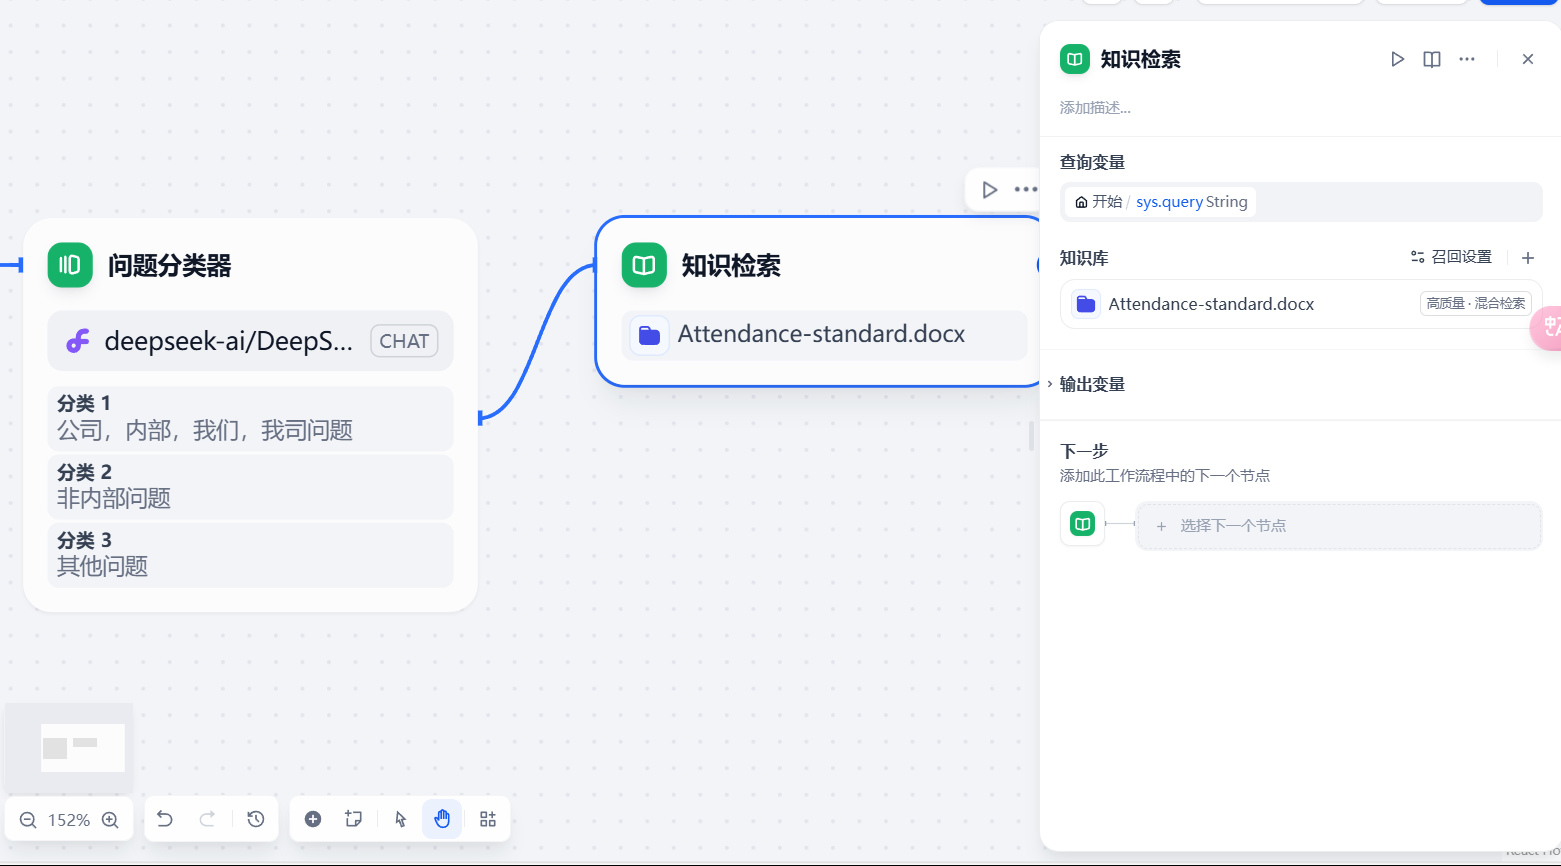 问题分类器
deepseek-ai/DeepS...
CHAT
分类 1
公司，内部，我们，我司问题
分类 2
非内部问题
分类 3
其他问题
知识检索
Attendance-standard.docx
152%
知识检索
添加描述...
查询变量
开始 / sys.query String
知识库
召回设置
Attendance-standard.docx
高质量 · 混合检索
输出变量
下一步
添加此工作流程中的下一个节点
+ 选择下一个节点